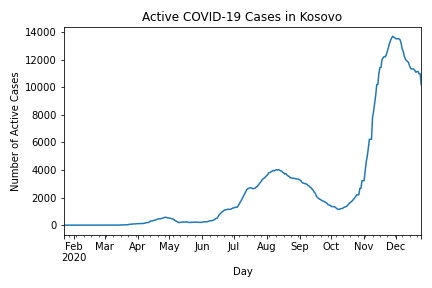 Active COVID-19 Cases in Kosovo
Number of Active Cases
14000
12000
10000
8000
6000
4000
2000
0
Feb Mar Apr May Jun Jul Aug Sep Oct Nov Dec
2020
Day